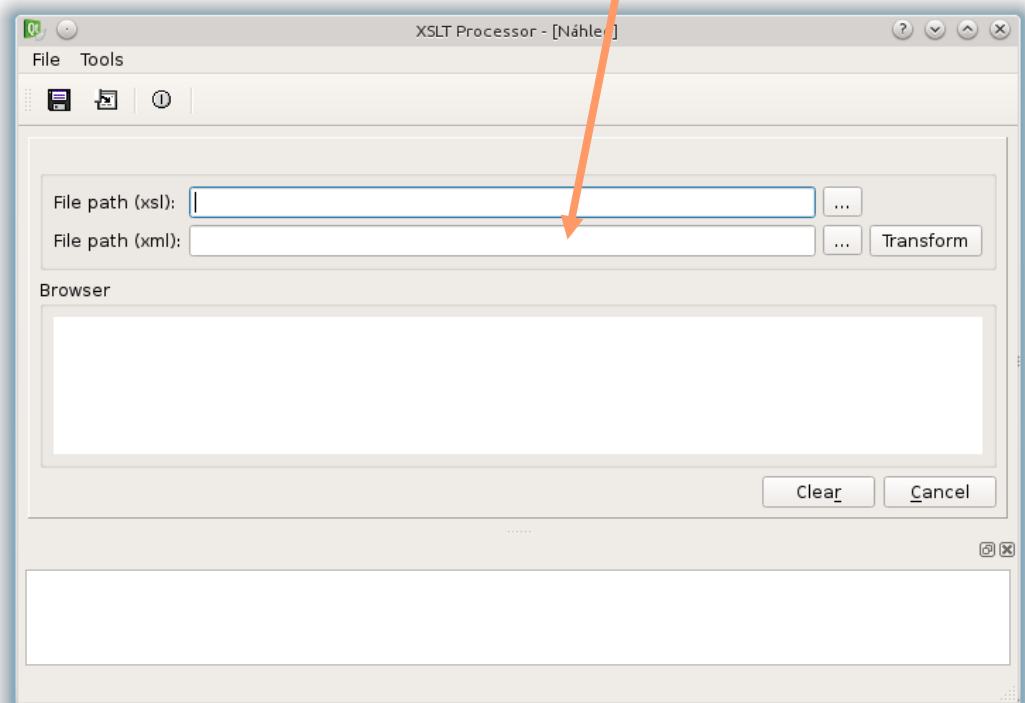 XSLT Processor - [Náhled]
File Tools
File path (xsl): ...
File path (xml): ... Transform
Browser
Clear Cancel